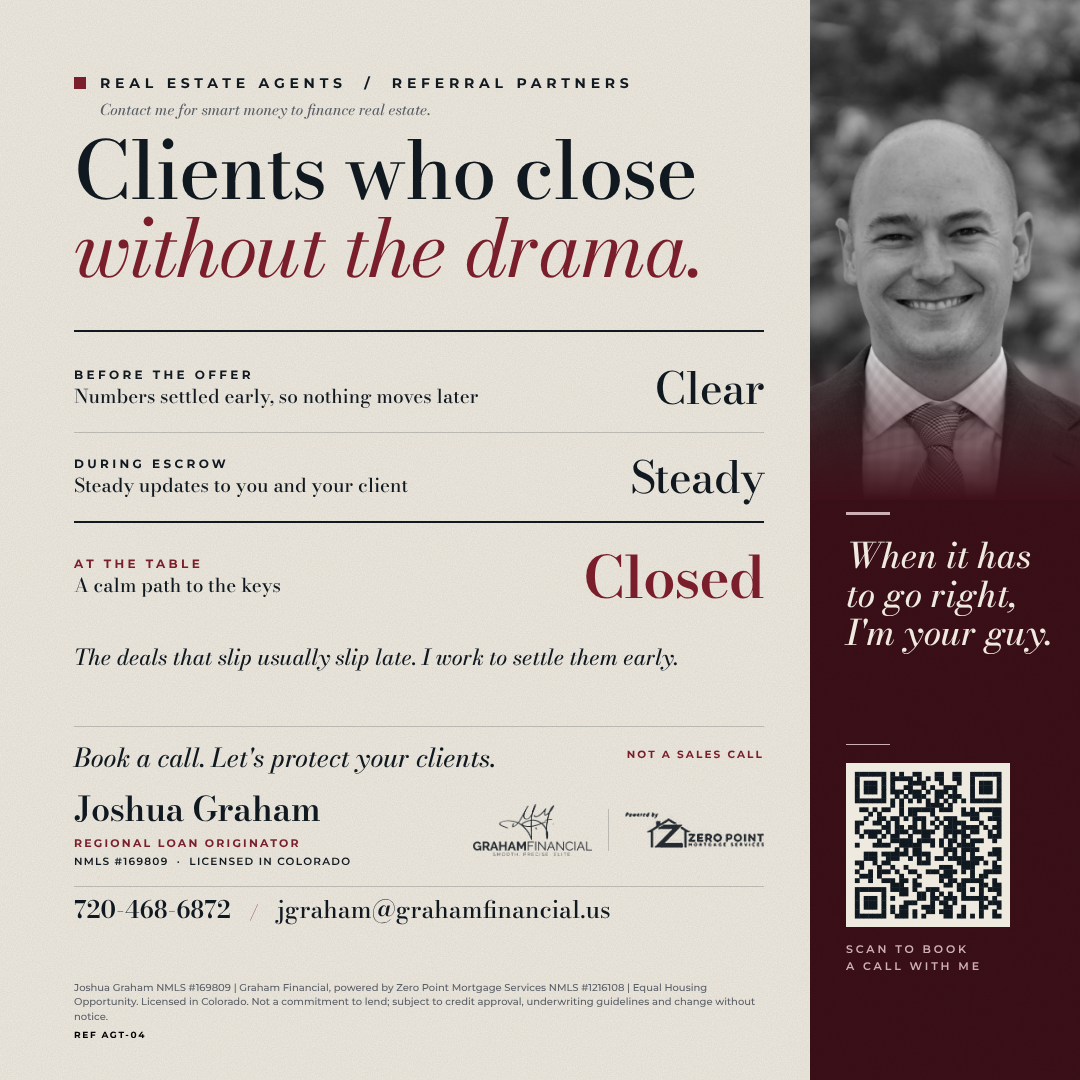 REAL ESTATE AGENTS / REFERRAL PARTNERS
Contact me for smart money to finance real estate.
Clients who close
without the drama.
BEFORE THE OFFER
Numbers settled early, so nothing moves later
Clear
DURING ESCROW
Steady updates to you and your client
Steady
AT THE TABLE
A calm path to the keys
Closed
The deals that slip usually slip late. I work to settle them early.
Book a call. Let's protect your clients.
NOT A SALES CALL
Joshua Graham
REGIONAL LOAN ORIGINATOR
NMLS #169809 · LICENSED IN COLORADO
GRAHAMFINANCIAL
SMOOTH. PRECISE. ELITE.
Powered by
ZERO POINT
MORTGAGE SERVICES
720-468-6872 / jgraham@grahamfinancial.us
Joshua Graham NMLS #169809 | Graham Financial, powered by Zero Point Mortgage Services NMLS #1216108 | Equal Housing
Opportunity. Licensed in Colorado. Not a commitment to lend; subject to credit approval, underwriting guidelines and change without
notice.
REF AGT-04
When it has
to go right,
I'm your guy.
SCAN TO BOOK
A CALL WITH ME